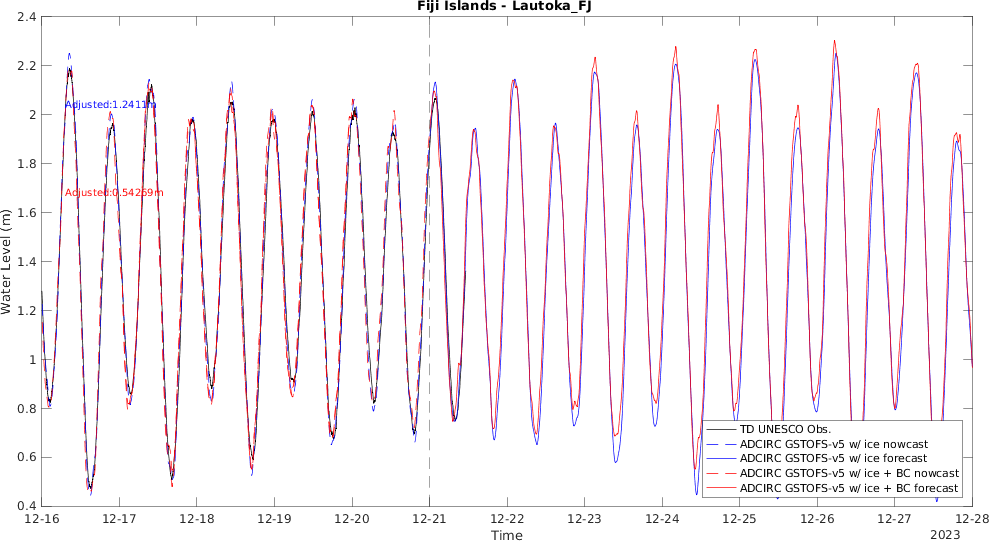 Fiji Islands - Lautoka_FJ
2.4
2.2
2
1.8
1.6
1.4
1.2
1
0.8
0.6
0.4
Water Level (m)
Adjusted:1.2411m
Adjusted:0.54269m
TD UNESCO Obs.
ADCIRC GSTOFS-v5 w/ ice nowcast
ADCIRC GSTOFS-v5 w/ ice forecast
ADCIRC GSTOFS-v5 w/ ice + BC nowcast
ADCIRC GSTOFS-v5 w/ ice + BC forecast
12-16 12-17 12-18 12-19 12-20 12-21 12-22 12-23 12-24 12-25 12-26 12-27 12-28
Time
2023